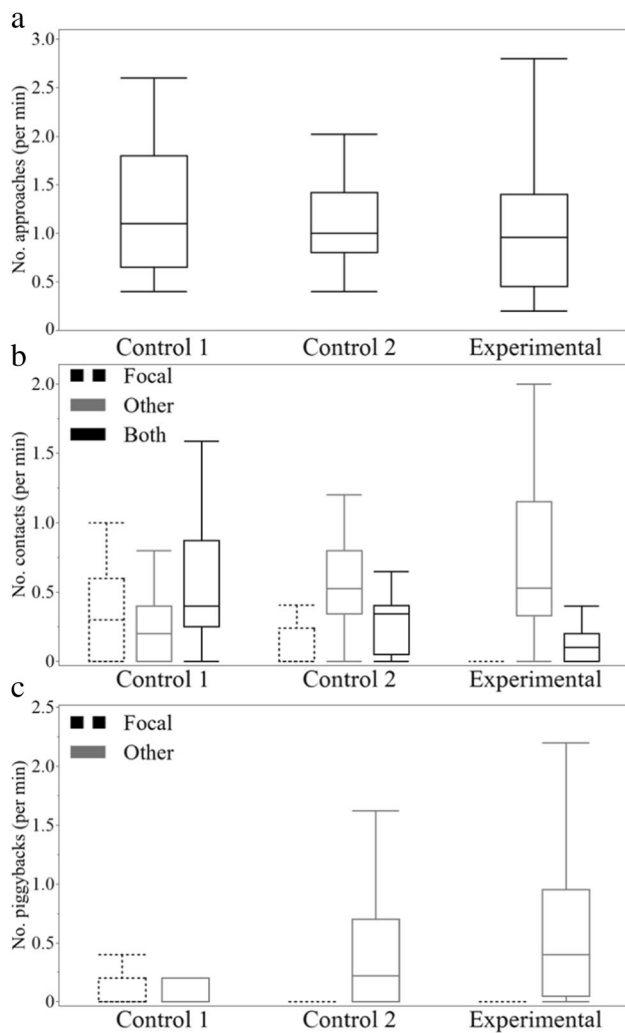 a
No. approaches (per min)
3.0
2.5
2.0
1.5
1.0
0.5
0
Control 1 Control 2 Experimental
b
No. contacts (per min)
Focal
Other
Both
2.0
1.5
1.0
0.5
0
Control 1 Control 2 Experimental
c
No. piggybacks (per min)
Focal
Other
2.5
2.0
1.5
1.0
0.5
0
Control 1 Control 2 Experimental